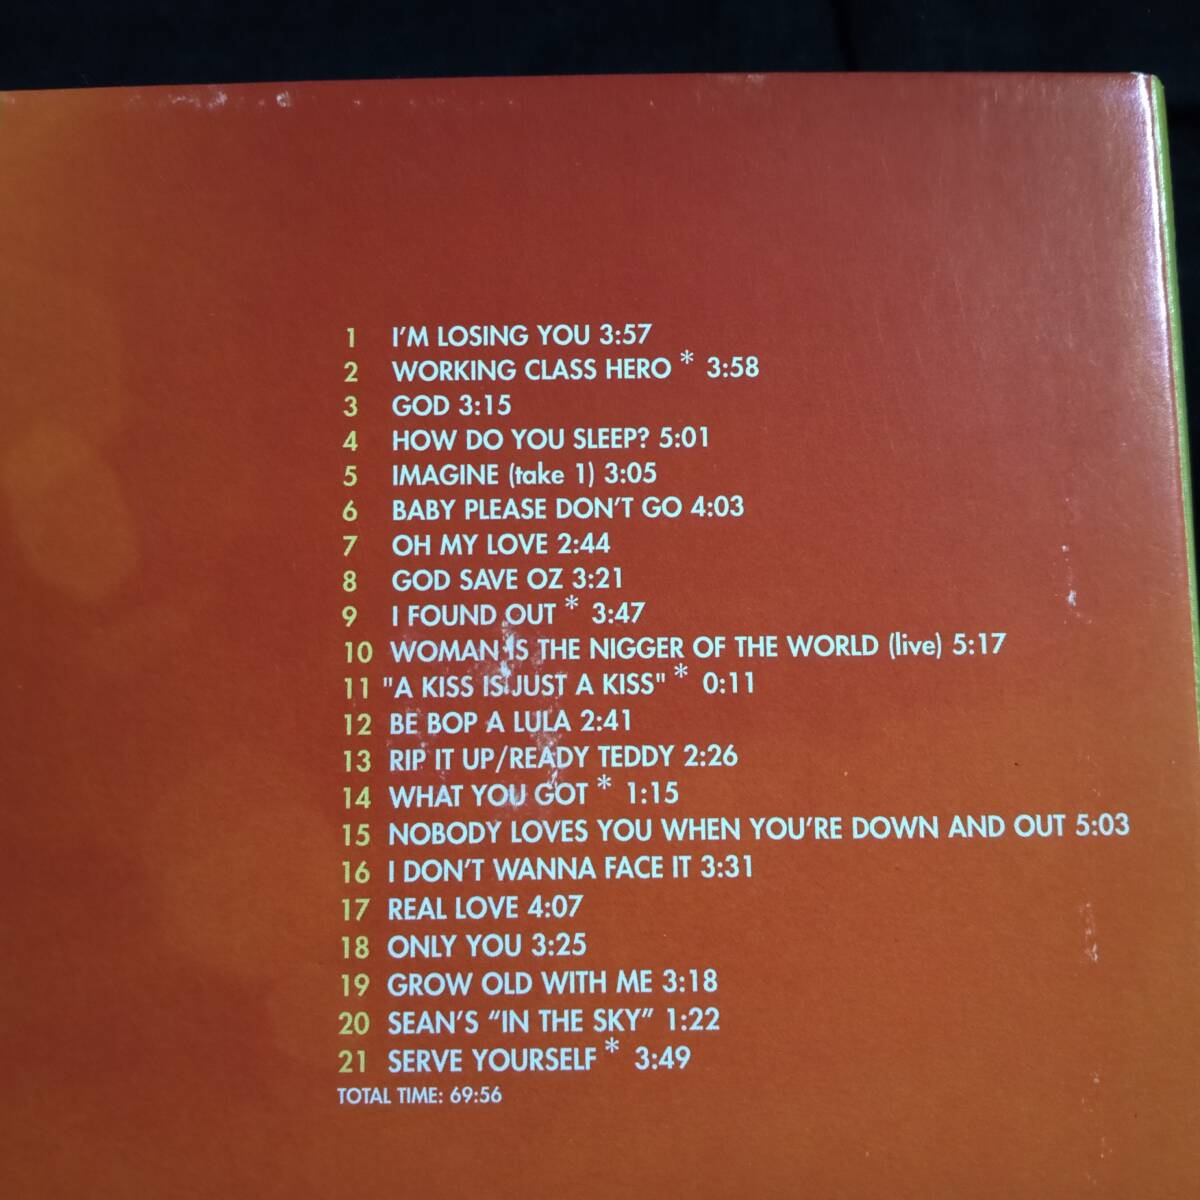 1 I'M LOSING YOU 3:57
2 WORKING CLASS HERO * 3:58
3 GOD 3:15
4 HOW DO YOU SLEEP? 5:01
5 IMAGINE (take 1) 3:05
6 BABY PLEASE DON'T GO 4:03
7 OH MY LOVE 2:44
8 GOD SAVE OZ 3:21
9 I FOUND OUT * 3:47
10 WOMAN IS THE NIGGER OF THE WORLD (live) 5:17
11 "A KISS IS JUST A KISS" * 0:11
12 BE BOP A LULA 2:41
13 RIP IT UP/READY TEDDY 2:26
14 WHAT YOU GOT * 1:15
15 NOBODY LOVES YOU WHEN YOU'RE DOWN AND OUT 5:03
16 I DON'T WANNA FACE IT 3:31
17 REAL LOVE 4:07
18 ONLY YOU 3:25
19 GROW OLD WITH ME 3:18
20 SEAN'S “IN THE SKY” 1:22
21 SERVE YOURSELF * 3:49
TOTAL TIME: 69:56